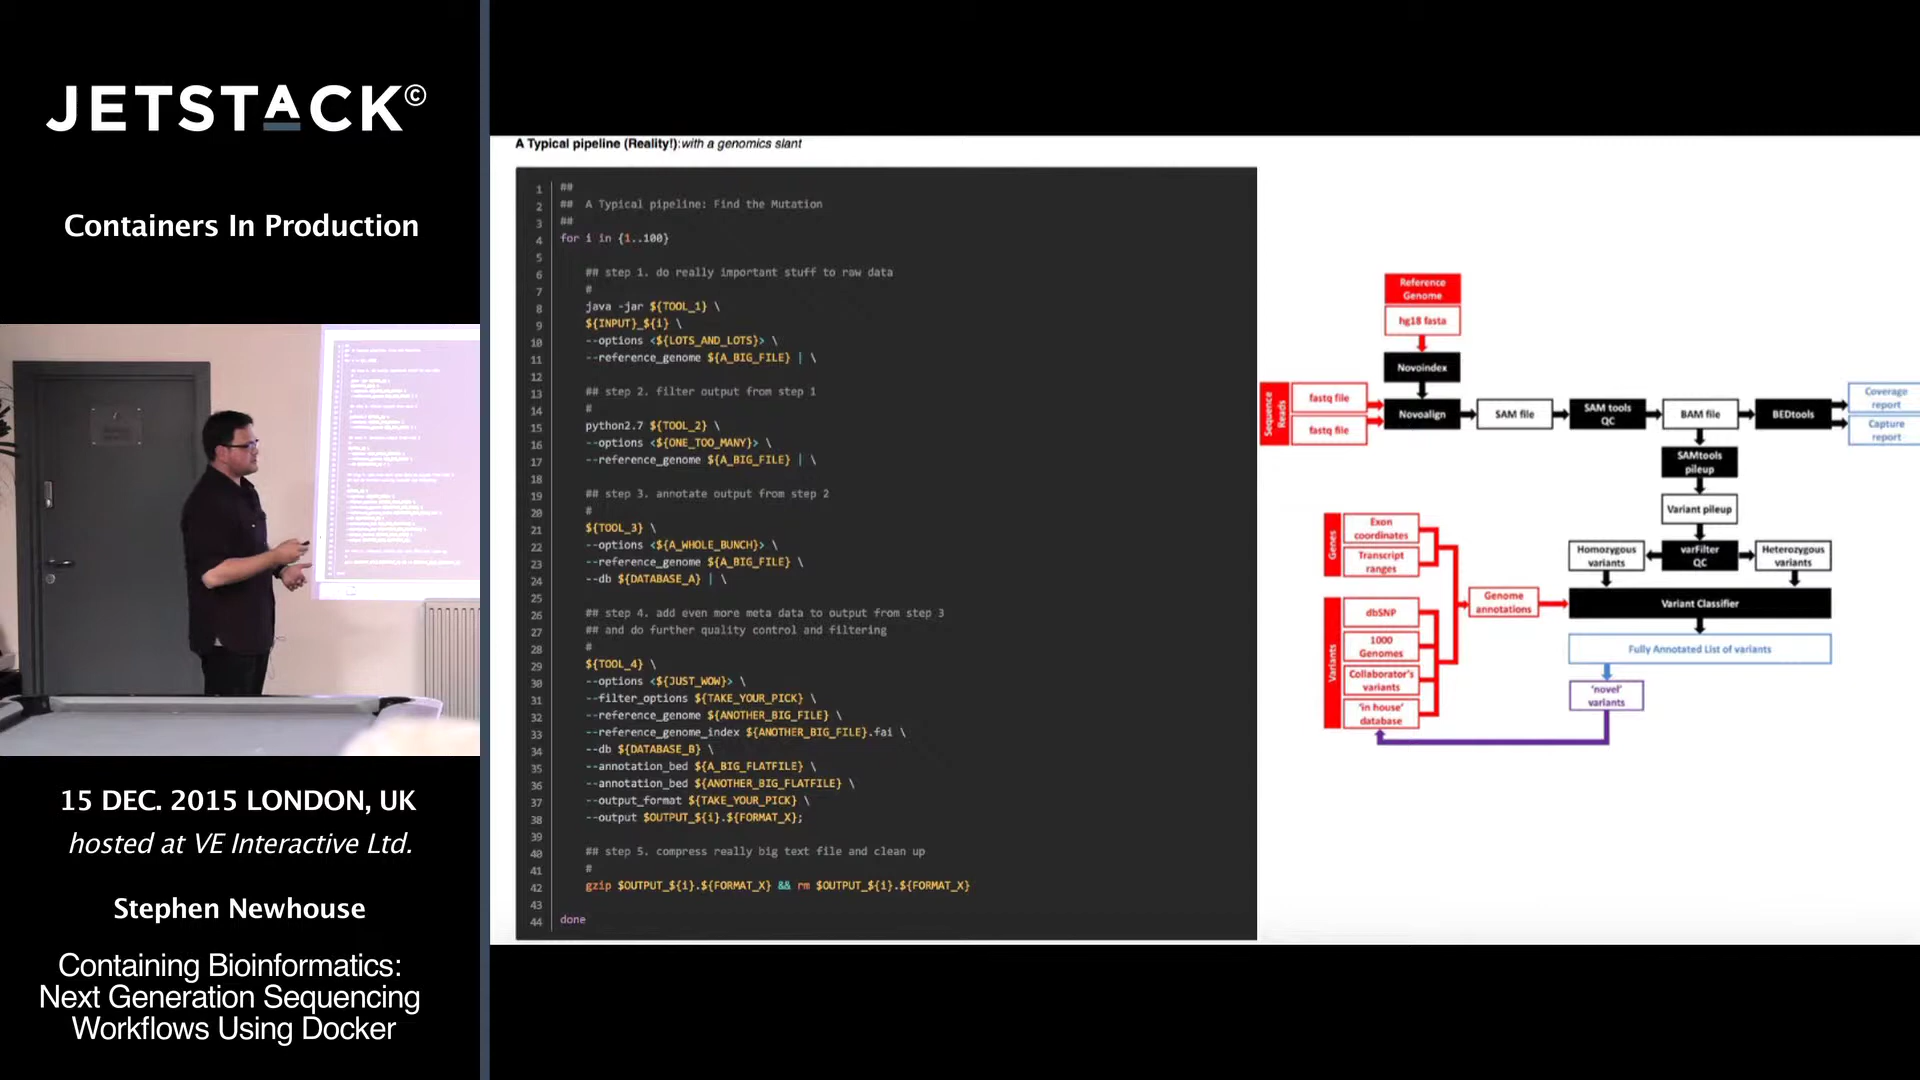 JETSTACK©
Containers In Production
15 DEC. 2015 LONDON, UK
hosted at VE Interactive Ltd.
Stephen Newhouse
Containing Bioinformatics:
Next Generation Sequencing
Workflows Using Docker
A Typical pipeline (Reality!):with a genomics slant
1 ##
2 ## A Typical pipeline: Find the Mutation
3 ##
4 for i in {1..100}
5
6 ## step 1. do really important stuff to raw data
7 #
8 java -jar ${TOOL_1} \
9 ${INPUT}_${i} \
10 --options <${LOTS_AND_LOTS}> \
11 --reference_genome ${A_BIG_FILE} | \
12
13 ## step 2. filter output from step 1
14 #
15 python2.7 ${TOOL_2} \
16 --options <${ONE_TOO_MANY}> \
17 --reference_genome ${A_BIG_FILE} | \
18
19 ## step 3. annotate output from step 2
20 #
21 ${TOOL_3} \
22 --options <${A_WHOLE_BUNCH}> \
23 --reference_genome ${A_BIG_FILE} \
24 --db ${DATABASE_A} | \
25
26 ## step 4. add even more meta data to output from step 3
27 ## and do further quality control and filtering
28 #
29 ${TOOL_4} \
30 --options <${JUST_WOW}> \
31 --filter_options ${TAKE_YOUR_PICK} \
32 --reference_genome ${ANOTHER_BIG_FILE} \
33 --reference_genome_index ${ANOTHER_BIG_FILE}.fai \
34 --db ${DATABASE_B} \
35 --annotation_bed ${A_BIG_FLATFILE} \
36 --annotation_bed ${ANOTHER_BIG_FLATFILE} \
37 --output_format ${TAKE_YOUR_PICK} \
38 --output $OUTPUT_${i}.${FORMAT_X};
39
40 ## step 5. compress really big text file and clean up
41 #
42 gzip $OUTPUT_${i}.${FORMAT_X} && rm $OUTPUT_${i}.${FORMAT_X}
43
44 done
Reference
Genome
hg18 fasta
Novoindex
Sequence
Reads
fastq file
fastq file
Novoalign
SAM file
SAM tools
QC
BAM file
BEDtools
Coverage
report
Capture
report
SAMtools
pileup
Variant pileup
Homozygous
variants
varFilter
QC
Heterozygous
variants
Genes
Exon
coordinates
Transcript
ranges
Variants
dbSNP
1000
Genomes
Collaborator's
variants
'in house'
database
Genome
annotations
Variant Classifier
Fully Annotated List of variants
'novel'
variants